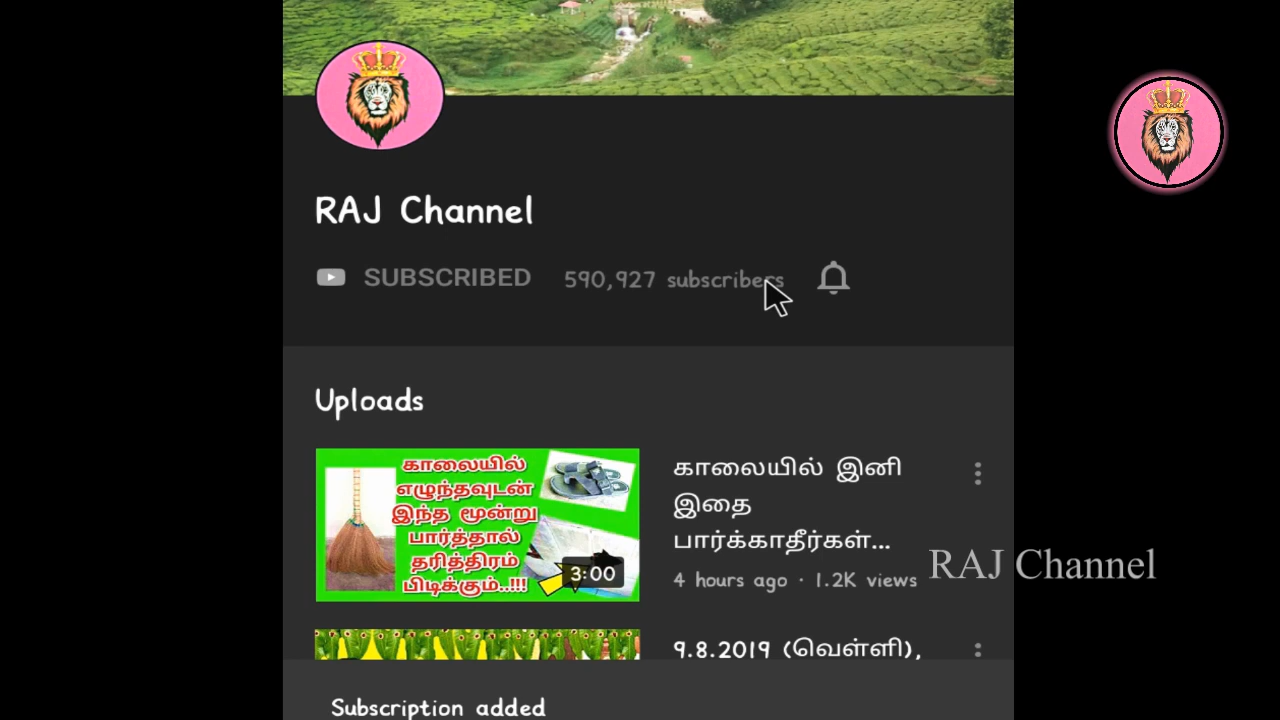 RAJ Channel
SUBSCRIBED 590,927 subscribers
Uploads
காலையில்
எழுந்தவுடன்
இந்த மூன்று
பார்த்தால்
தரித்திரம்
பிடிக்கும்..!!!
3:00
காலையில் இனி
இதை
பார்க்காதீர்கள்...
4 hours ago · 1.2K views
RAJ Channel
9.8.2019 (வெள்ளி),
Subscription added